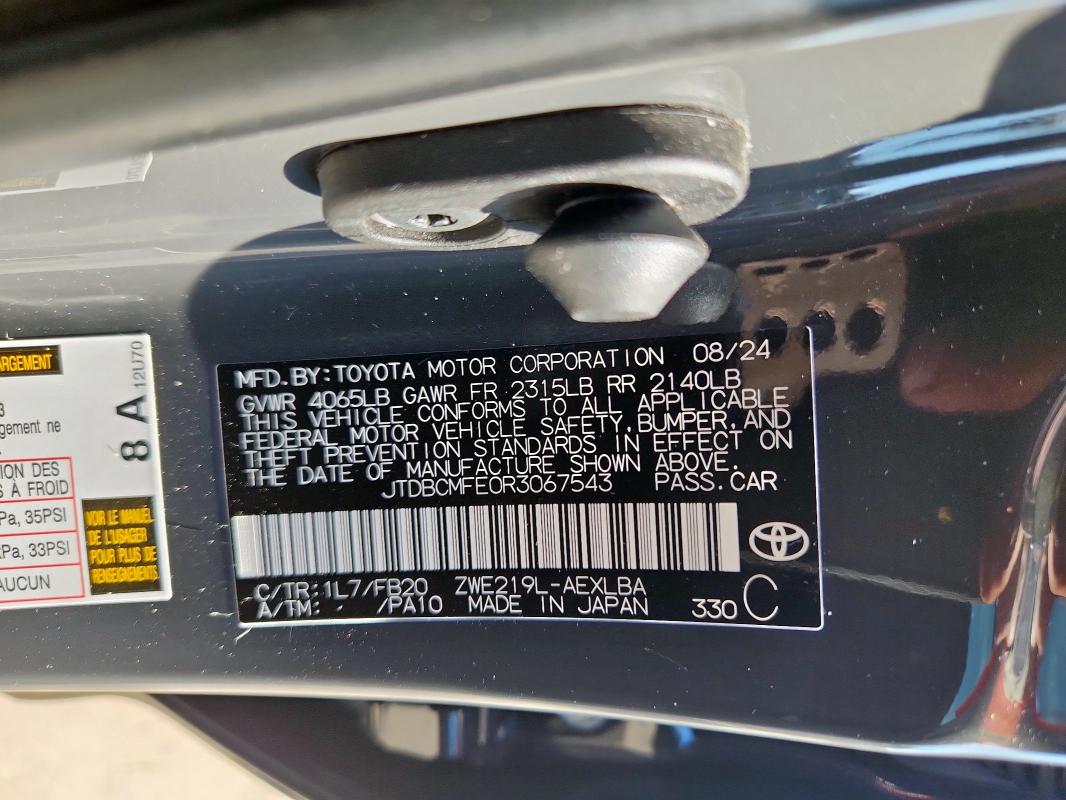 MFD. BY: TOYOTA MOTOR CORPORATION 08/24
GVWR 4065LB GAWR FR 2315LB RR 2140LB
THIS VEHICLE CONFORMS TO ALL APPLICABLE
FEDERAL MOTOR VEHICLE SAFETY, BUMPER, AND
THEFT PREVENTION STANDARDS IN EFFECT ON
THE DATE OF MANUFACTURE SHOWN ABOVE.
JTDBCMFE0R3067543 PASS. CAR
C/TR: 1L7/FB20 ZWE219L-AEXLBA
A/TM: /PA10 MADE IN JAPAN 330 C
ARGEMENT
12U70
8 A
3
gement ne
ION DES
S À FROID
Pa, 35PSI
kPa, 33PSI
AUCUN
VOIR LE MANUEL
DE L'USAGER
POUR PLUS DE
RENSEIGNEMENTS